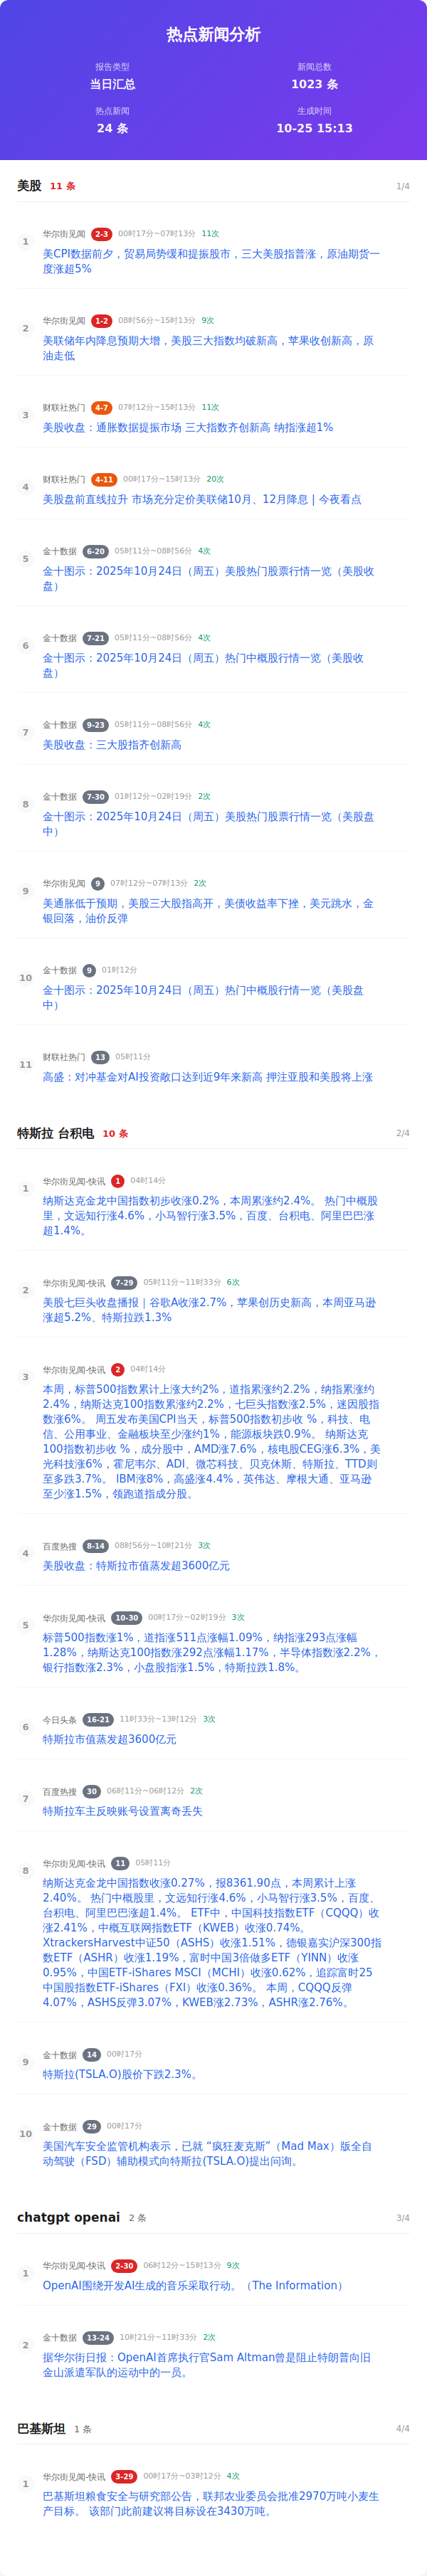 热点新闻分析
报告类型 新闻总数
当日汇总 1023 条
热点新闻 生成时间
24 条 10-25 15:13
美股 11 条 1/4
1 华尔街见闻 2-3 00时17分~07时13分 11次
美CPI数据前夕，贸易局势缓和提振股市，三大美股指普涨，原油期货一
度涨超5%
2 华尔街见闻 1-2 08时56分~15时13分 9次
美联储年内降息预期大增，美股三大指数均破新高，苹果收创新高，原
油走低
3 财联社热门 4-7 07时12分~15时13分 11次
美股收盘：通胀数据提振市场 三大指数齐创新高 纳指涨超1%
4 财联社热门 4-11 00时17分~15时13分 20次
美股盘前直线拉升 市场充分定价美联储10月、12月降息 | 今夜看点
5 金十数据 6-20 05时11分~08时56分 4次
金十图示：2025年10月24日（周五）美股热门股票行情一览（美股收
盘）
6 金十数据 7-21 05时11分~08时56分 4次
金十图示：2025年10月24日（周五）热门中概股行情一览（美股收
盘）
7 金十数据 9-23 05时11分~08时56分 4次
美股收盘：三大股指齐创新高
8 金十数据 7-30 01时12分~02时19分 2次
金十图示：2025年10月24日（周五）美股热门股票行情一览（美股盘
中）
9 华尔街见闻 9 07时12分~07时13分 2次
美通胀低于预期，美股三大股指高开，美债收益率下挫，美元跳水，金
银回落，油价反弹
10 金十数据 9 01时12分
金十图示：2025年10月24日（周五）热门中概股行情一览（美股盘
中）
11 财联社热门 13 05时11分
高盛：对冲基金对AI投资敞口达到近9年来新高 押注亚股和美股将上涨
特斯拉 台积电 10 条 2/4
1 华尔街见闻-快讯 1 04时14分
纳斯达克金龙中国指数初步收涨0.2%，本周累涨约2.4%。 热门中概股
里，文远知行涨4.6%，小马智行涨3.5%，百度、台积电、阿里巴巴涨
超1.4%。
2 华尔街见闻-快讯 7-29 05时11分~11时33分 6次
美股七巨头收盘播报｜谷歌A收涨2.7%，苹果创历史新高，本周亚马逊
涨超5.2%、特斯拉跌1.3%
3 华尔街见闻-快讯 2 04时14分
本周，标普500指数累计上涨大约2%，道指累涨约2.2%，纳指累涨约
2.4%，纳斯达克100指数累涨约2.2%，七巨头指数涨2.5%，迷因股指
数涨6%。 周五发布美国CPI当天，标普500指数初步收 %，科技、电
信、公用事业、金融板块至少涨约1%，能源板块跌0.9%。 纳斯达克
100指数初步收 %，成分股中，AMD涨7.6%，核电股CEG涨6.3%，美
光科技涨6%，霍尼韦尔、ADI、微芯科技、贝克休斯、特斯拉、TTD则
至多跌3.7%。 IBM涨8%，高盛涨4.4%，英伟达、摩根大通、亚马逊
至少涨1.5%，领跑道指成分股。
4 百度热搜 8-14 08时56分~10时21分 3次
美股收盘：特斯拉市值蒸发超3600亿元
5 华尔街见闻-快讯 10-30 00时17分~02时19分 3次
标普500指数涨1%，道指涨511点涨幅1.09%，纳指涨293点涨幅
1.28%，纳斯达克100指数涨292点涨幅1.17%，半导体指数涨2.2%，
银行指数涨2.3%，小盘股指涨1.5%，特斯拉跌1.8%。
6 今日头条 16-21 11时33分~13时12分 3次
特斯拉市值蒸发超3600亿元
7 百度热搜 30 06时11分~06时12分 2次
特斯拉车主反映账号设置离奇丢失
8 华尔街见闻-快讯 11 05时11分
纳斯达克金龙中国指数收涨0.27%，报8361.90点，本周累计上涨
2.40%。 热门中概股里，文远知行涨4.6%，小马智行涨3.5%，百度、
台积电、阿里巴巴涨超1.4%。 ETF中，中国科技指数ETF（CQQQ）收
涨2.41%，中概互联网指数ETF（KWEB）收涨0.74%。
XtrackersHarvest中证50（ASHS）收涨1.51%，德银嘉实沪深300指
数ETF（ASHR）收涨1.19%，富时中国3倍做多ETF（YINN）收涨
0.95%，中国ETF-iShares MSCI（MCHI）收涨0.62%，追踪富时25
中国股指数ETF-iShares（FXI）收涨0.36%。 本周，CQQQ反弹
4.07%，ASHS反弹3.07%，KWEB涨2.73%，ASHR涨2.76%。
9 金十数据 14 00时17分
特斯拉(TSLA.O)股价下跌2.3%。
10 金十数据 29 00时17分
美国汽车安全监管机构表示，已就 “疯狂麦克斯”（Mad Max）版全自
动驾驶（FSD）辅助模式向特斯拉(TSLA.O)提出问询。
chatgpt openai 2 条 3/4
1 华尔街见闻-快讯 2-30 06时12分~15时13分 9次
OpenAI围绕开发AI生成的音乐采取行动。（The Information）
2 金十数据 13-24 10时21分~11时33分 2次
据华尔街日报：OpenAI首席执行官Sam Altman曾是阻止特朗普向旧
金山派遣军队的运动中的一员。
巴基斯坦 1 条 4/4
1 华尔街见闻-快讯 3-29 00时17分~03时12分 4次
巴基斯坦粮食安全与研究部公告，联邦农业委员会批准2970万吨小麦生
产目标。 该部门此前建议将目标设在3430万吨。